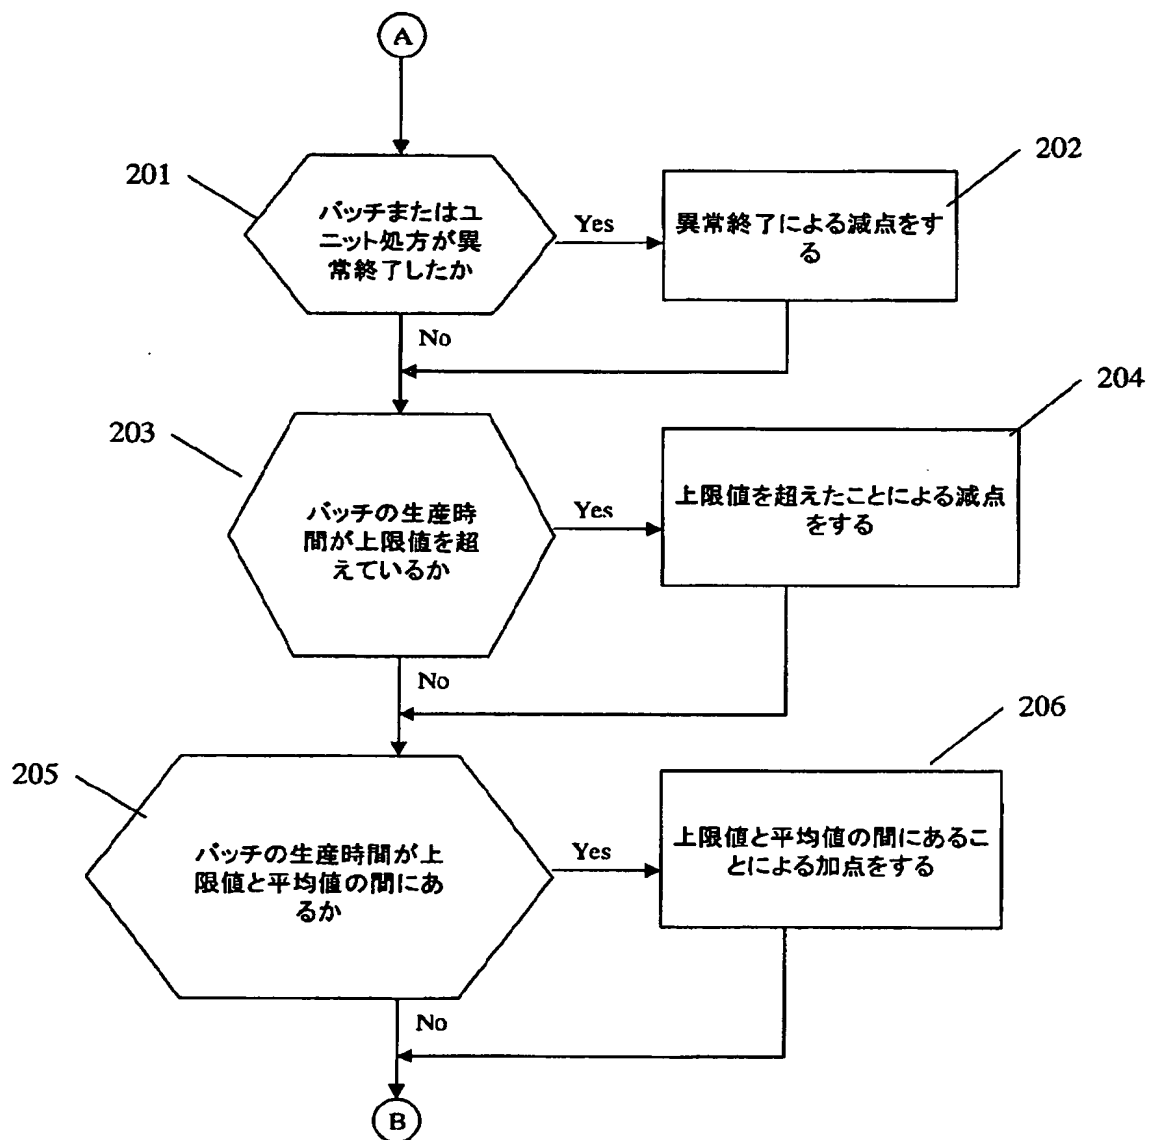 A
201
バッチまたはユ
ニット処方が異
常終了したか
Yes
202
異常終了による減点をす
る
No
203
バッチの生産時
間が上限値を超
えているか
Yes
204
上限値を超えたことによる減点
をする
No
205
バッチの生産時間が上
限値と平均値の間にあ
るか
Yes
206
上限値と平均値の間にあるこ
とによる加点をする
No
B